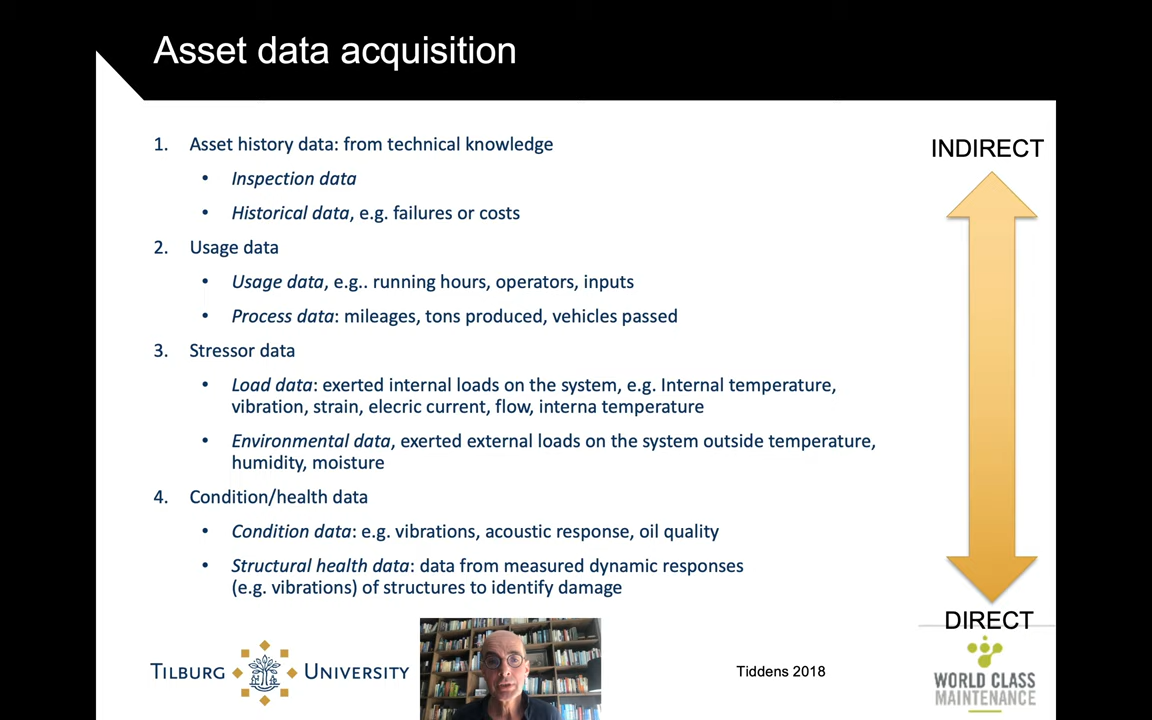 Asset data acquisition
1. Asset history data: from technical knowledge
• Inspection data
• Historical data, e.g. failures or costs
2. Usage data
• Usage data, e.g.. running hours, operators, inputs
• Process data: mileages, tons produced, vehicles passed
3. Stressor data
• Load data: exerted internal loads on the system, e.g. Internal temperature,
vibration, strain, elecric current, flow, interna temperature
• Environmental data, exerted external loads on the system outside temperature,
humidity, moisture
4. Condition/health data
• Condition data: e.g. vibrations, acoustic response, oil quality
• Structural health data: data from measured dynamic responses
(e.g. vibrations) of structures to identify damage
INDIRECT
DIRECT
TILBURG UNIVERSITY
Tiddens 2018
WORLD CLASS
MAINTENANCE